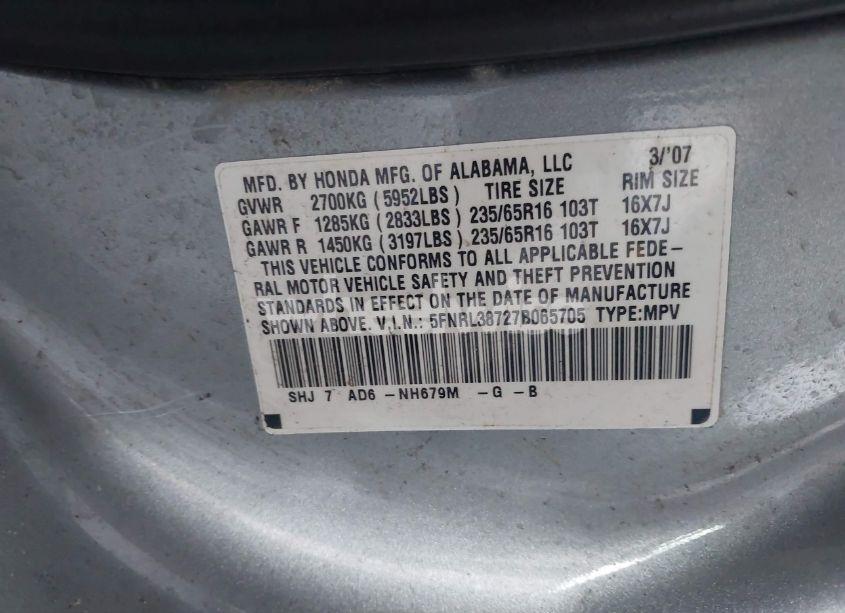 MFD. BY HONDA MFG. OF ALABAMA, LLC 3/'07
GVWR 2700KG (5952LBS) TIRE SIZE RIM SIZE
GAWR F 1285KG (2833LBS) 235/65R16 103T 16X7J
GAWR R 1450KG (3197LBS) 235/65R16 103T 16X7J
THIS VEHICLE CONFORMS TO ALL APPLICABLE FEDE-
RAL MOTOR VEHICLE SAFETY AND THEFT PREVENTION
STANDARDS IN EFFECT ON THE DATE OF MANUFACTURE
SHOWN ABOVE. V.I.N.: 5FNRL38727B065705 TYPE:MPV
SHJ 7 AD6 -NH679M -G -B